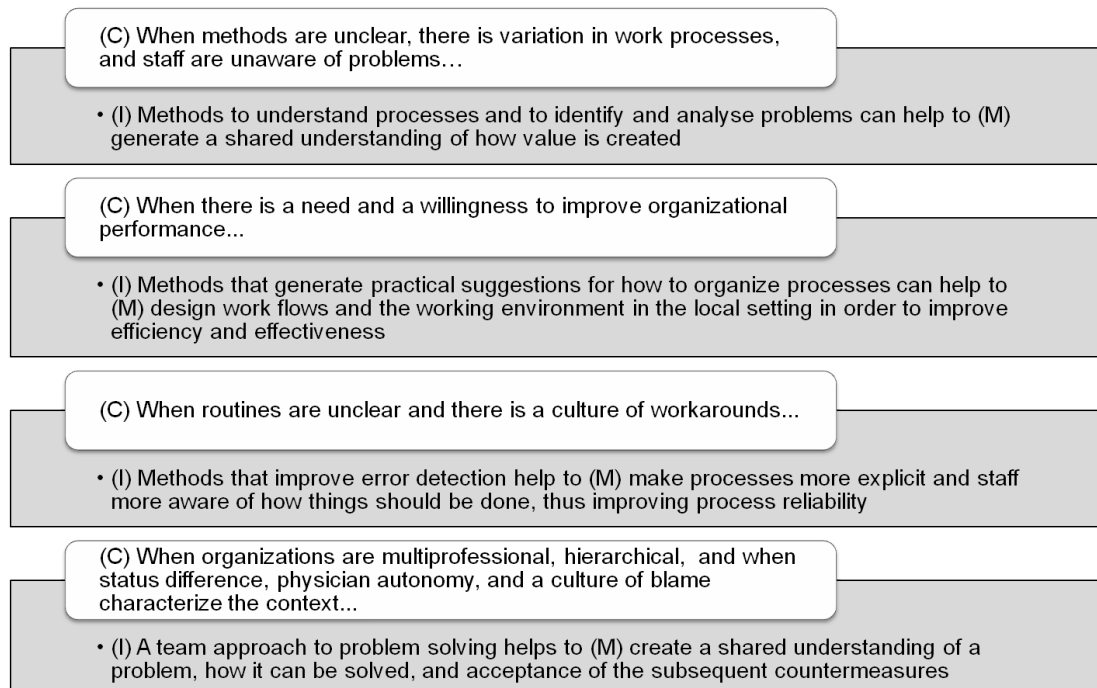 (C) When methods are unclear, there is variation in work processes,
and staff are unaware of problems…
• (I) Methods to understand processes and to identify and analyse problems can help to (M)
generate a shared understanding of how value is created
(C) When there is a need and a willingness to improve organizational
performance...
• (I) Methods that generate practical suggestions for how to organize processes can help to
(M) design work flows and the working environment in the local setting in order to improve
efficiency and effectiveness
(C) When routines are unclear and there is a culture of workarounds...
• (I) Methods that improve error detection help to (M) make processes more explicit and staff
more aware of how things should be done, thus improving process reliability
(C) When organizations are multiprofessional, hierarchical,  and when
status difference, physician autonomy, and a culture of blame
characterize the context...
• (I) A team approach to problem solving helps to (M) create a shared understanding of a
problem, how it can be solved, and acceptance of the subsequent countermeasures